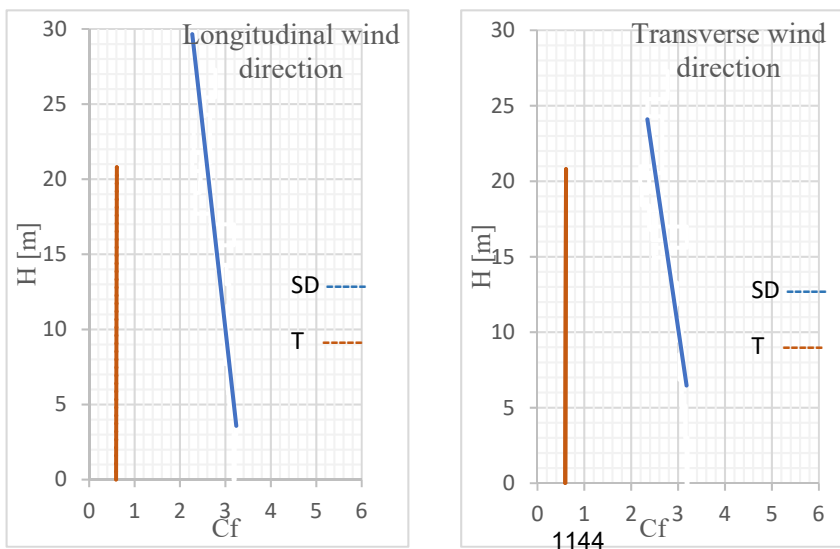 Longitudinal wind
direction
30
25
20
15
10
5
0
H [m]
SD
T
0 1 2 3 4 5 6
Cf
Transverse wind
direction
30
25
20
15
10
5
0
H [m]
SD
T
0 1 2 3 4 5 6
Cf
1144